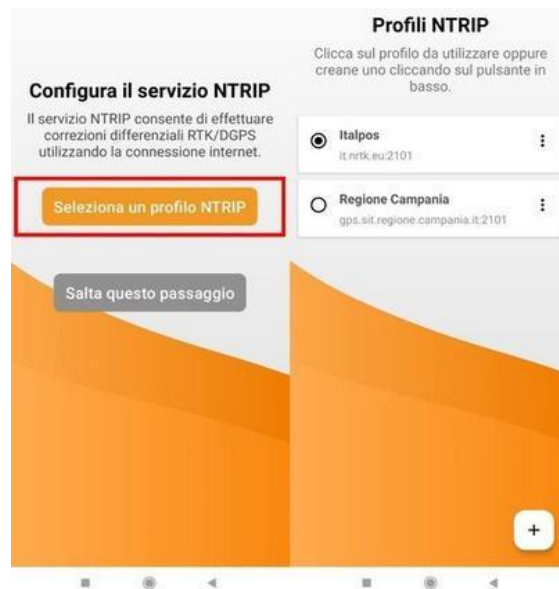 Configura il servizio NTRIP
Il servizio NTRIP consente di effettuare
correzioni differenziali RTK/DGPS
utilizzando la connessione internet.
Seleziona un profilo NTRIP
Salta questo passaggio
Profili NTRIP
Clicca sul profilo da utilizzare oppure
creane uno cliccando sul pulsante in
basso.
Italpos
it.nrtk.eu:2101
Regione Campania
gps.sit.regione.campania.it:2101
+